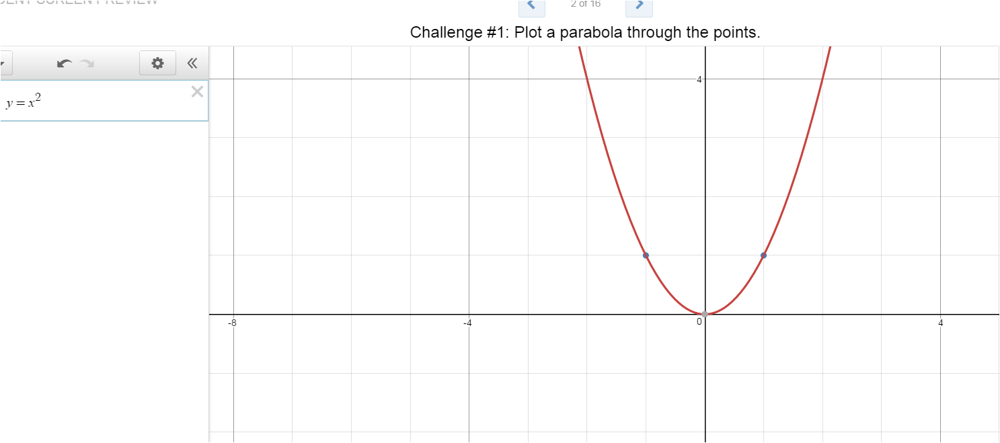 2 of 16
Challenge #1: Plot a parabola through the points.
y = x²
4
-8
-4
0
4